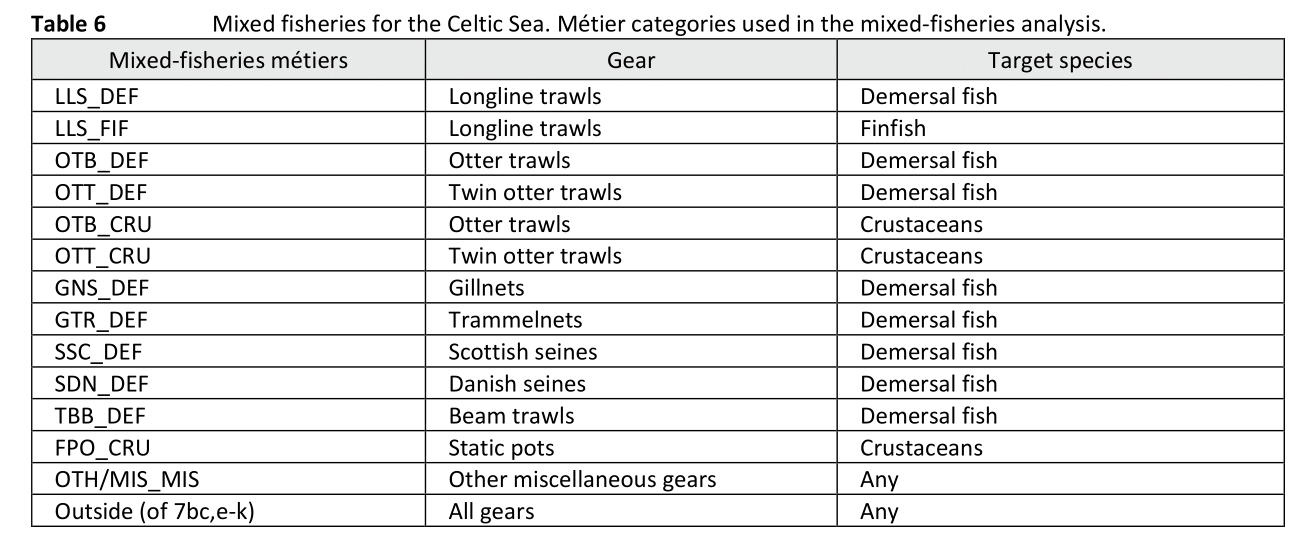 Table 6 Mixed fisheries for the Celtic Sea. Métier categories used in the mixed-fisheries analysis.
Mixed-fisheries métiers Gear Target species
LLS_DEF Longline trawls Demersal fish
LLS_FIF Longline trawls Finfish
OTB_DEF Otter trawls Demersal fish
OTT_DEF Twin otter trawls Demersal fish
OTB_CRU Otter trawls Crustaceans
OTT_CRU Twin otter trawls Crustaceans
GNS_DEF Gillnets Demersal fish
GTR_DEF Trammelnets Demersal fish
SSC_DEF Scottish seines Demersal fish
SDN_DEF Danish seines Demersal fish
TBB_DEF Beam trawls Demersal fish
FPO_CRU Static pots Crustaceans
OTH/MIS_MIS Other miscellaneous gears Any
Outside (of 7bc,e-k) All gears Any